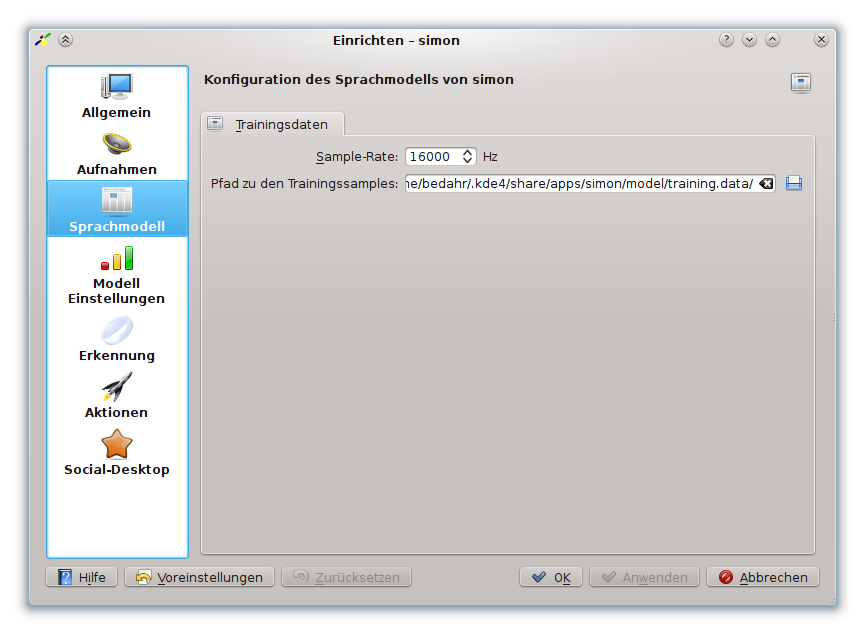 Einrichten – simon
Allgemein
Aufnahmen
Sprachmodell
Modell
Einstellungen
Erkennung
Aktionen
Social-Desktop
Konfiguration des Sprachmodells von simon
Trainingsdaten
Sample-Rate: 16000 Hz
Pfad zu den Trainingssamples: ne/bedahr/.kde4/share/apps/simon/model/training.data/
Hilfe Voreinstellungen Zurücksetzen OK Anwenden Abbrechen